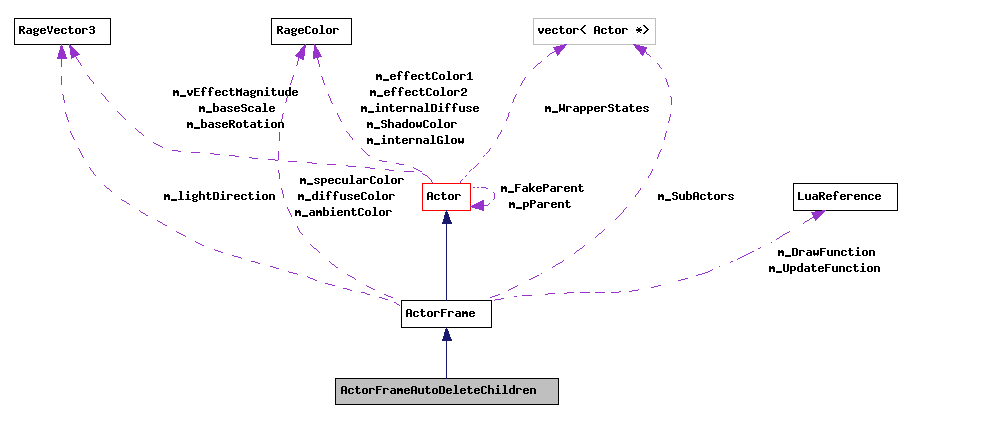 RageVector3
RageColor
vector< Actor *>
m_vEffectMagnitude
m_baseScale
m_baseRotation
m_effectColor1
m_effectColor2
m_internalDiffuse
m_ShadowColor
m_internalGlow
m_WrapperStates
m_lightDirection
m_specularColor
m_diffuseColor
m_ambientColor
Actor
m_FakeParent
m_pParent
m_SubActors
LuaReference
m_DrawFunction
m_UpdateFunction
ActorFrame
ActorFrameAutoDeleteChildren